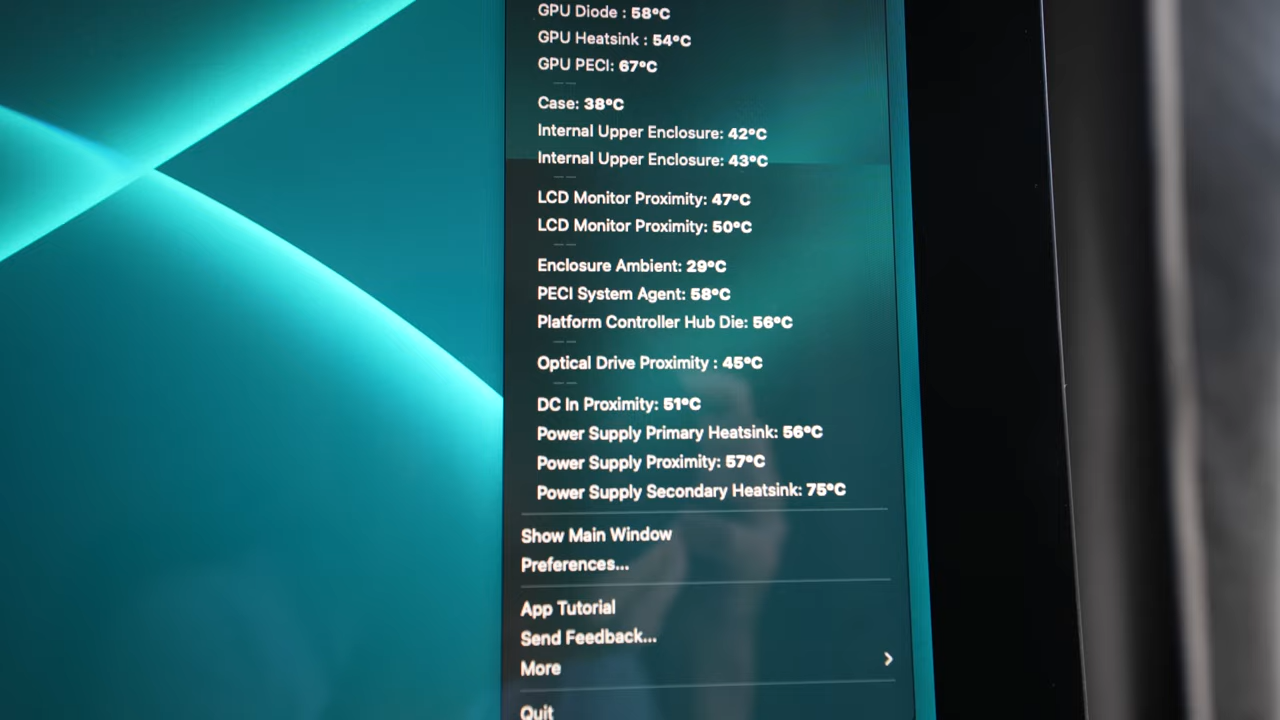 GPU Diode : 58°C
GPU Heatsink : 54°C
GPU PECI: 67°C
——
Case: 38°C
Internal Upper Enclosure: 42°C
Internal Upper Enclosure: 43°C
——
LCD Monitor Proximity: 47°C
LCD Monitor Proximity: 50°C
——
Enclosure Ambient: 29°C
PECI System Agent: 58°C
Platform Controller Hub Die: 56°C
——
Optical Drive Proximity : 45°C
——
DC In Proximity: 51°C
Power Supply Primary Heatsink: 56°C
Power Supply Proximity: 57°C
Power Supply Secondary Heatsink: 75°C
Show Main Window
Preferences...
App Tutorial
Send Feedback...
More
Quit